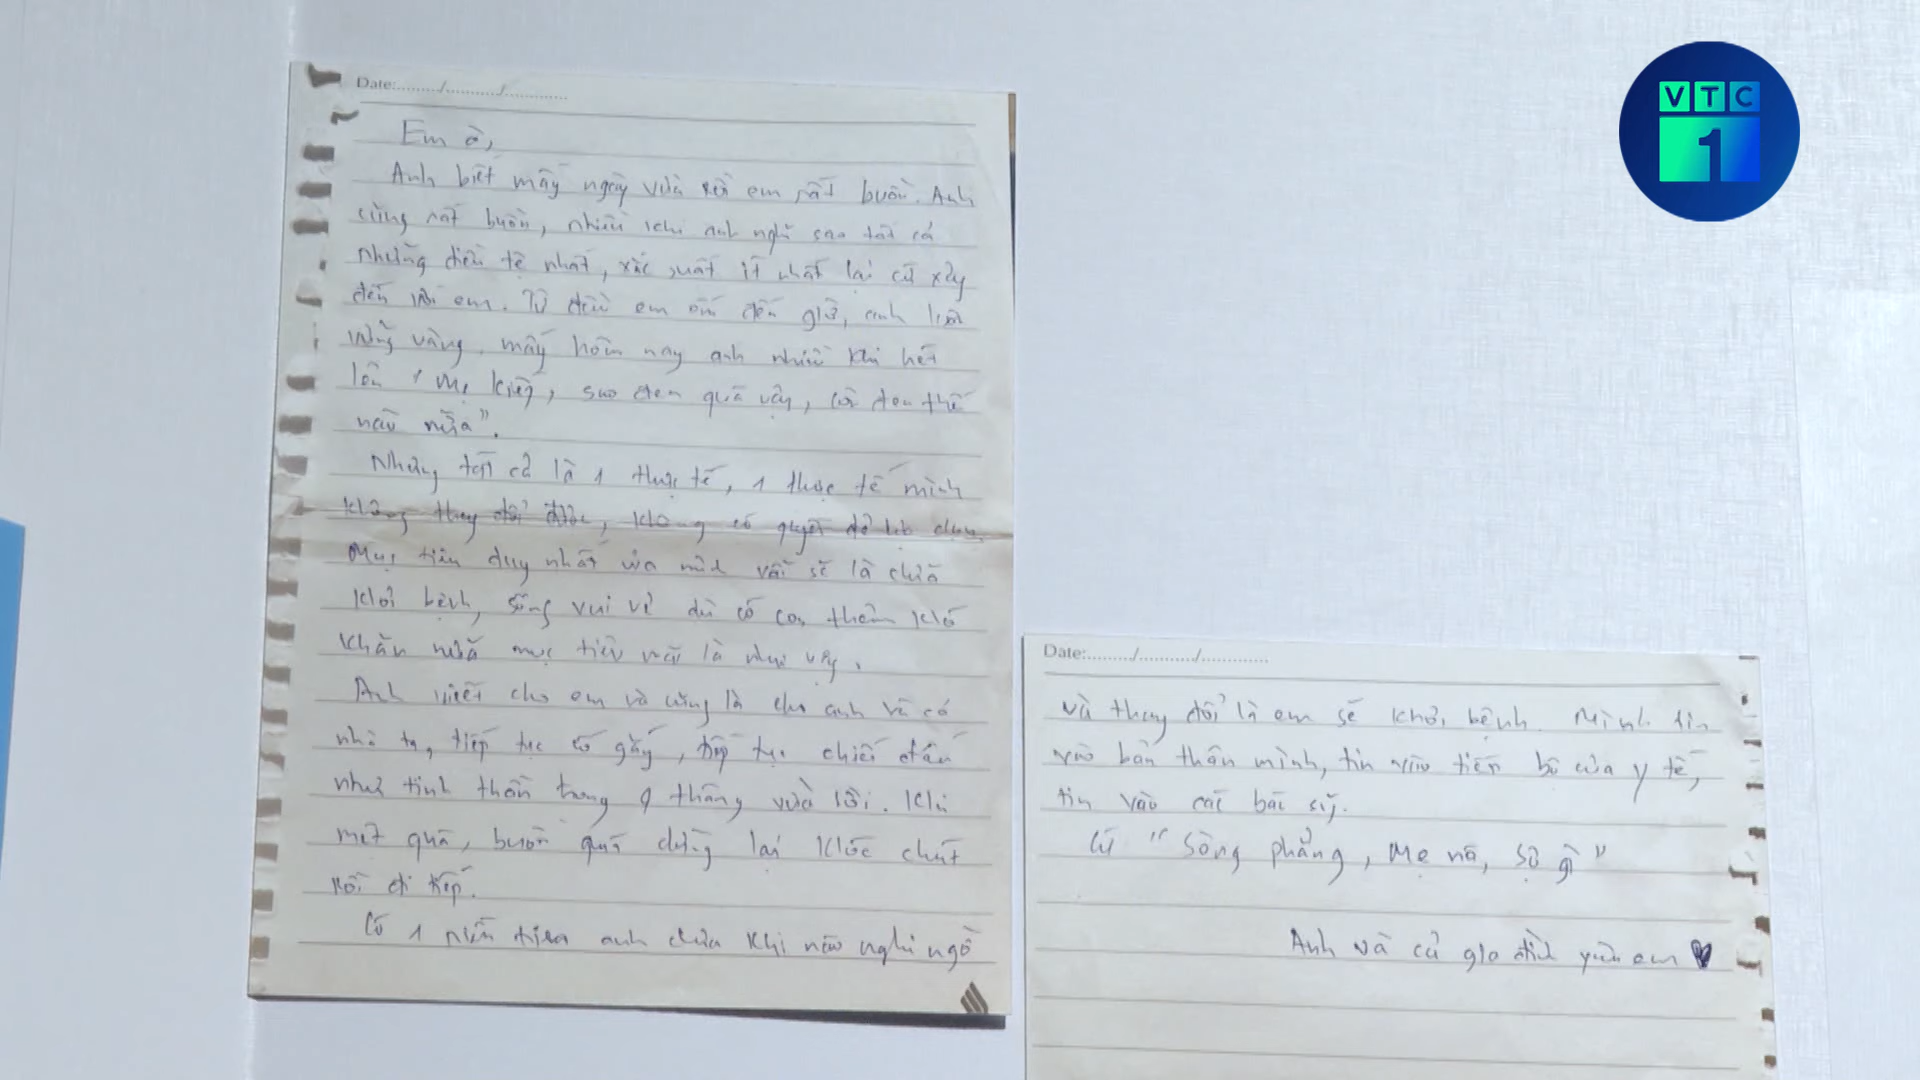 Date:......../........../............
Em à,
Anh biết mấy ngày vừa rồi em rất buồn. Anh
cũng rất buồn, nhiều khi anh nghĩ sao tất cả
những điều tệ nhất, xác suất ít nhất lại cứ xảy
đến với em. Từ đầu em ốm đến giờ, anh luôn
vững vàng, mấy hôm nay anh nhiều khi hét
lên "Mẹ kiếp, sao đen quá vậy, còn đen thế
nào nữa".
Nhưng tất cả là 1 thực tế, 1 thực tế mình
không thay đổi được, không có quyền để lựa chọn
Mục tiêu duy nhất của mình vẫn sẽ là chữa
khỏi bệnh, sống vui vẻ dù có thêm khó
khăn nữa mục tiêu vẫn là như vậy.
Anh viết cho em và cũng là cho anh và cả
nhà ta, tiếp tục cố gắng, tiếp tục chiến đấu
như tinh thần trong 9 tháng vừa rồi. Khi
mệt quá, buồn quá dừng lại khóc chút
rồi đi tiếp.
Có 1 niềm tin anh chưa khi nào nghi ngờ
Date:......../........../............
và thay đổi là em sẽ khỏi bệnh. Mình tin
vào bản thân mình, tin vào tiến bộ của y tế,
tin vào các bác sỹ.
Cứ "Sòng phẳng, Mẹ nó, sợ gì"
Anh và cả gia đình yêu em ♥
VTC
1